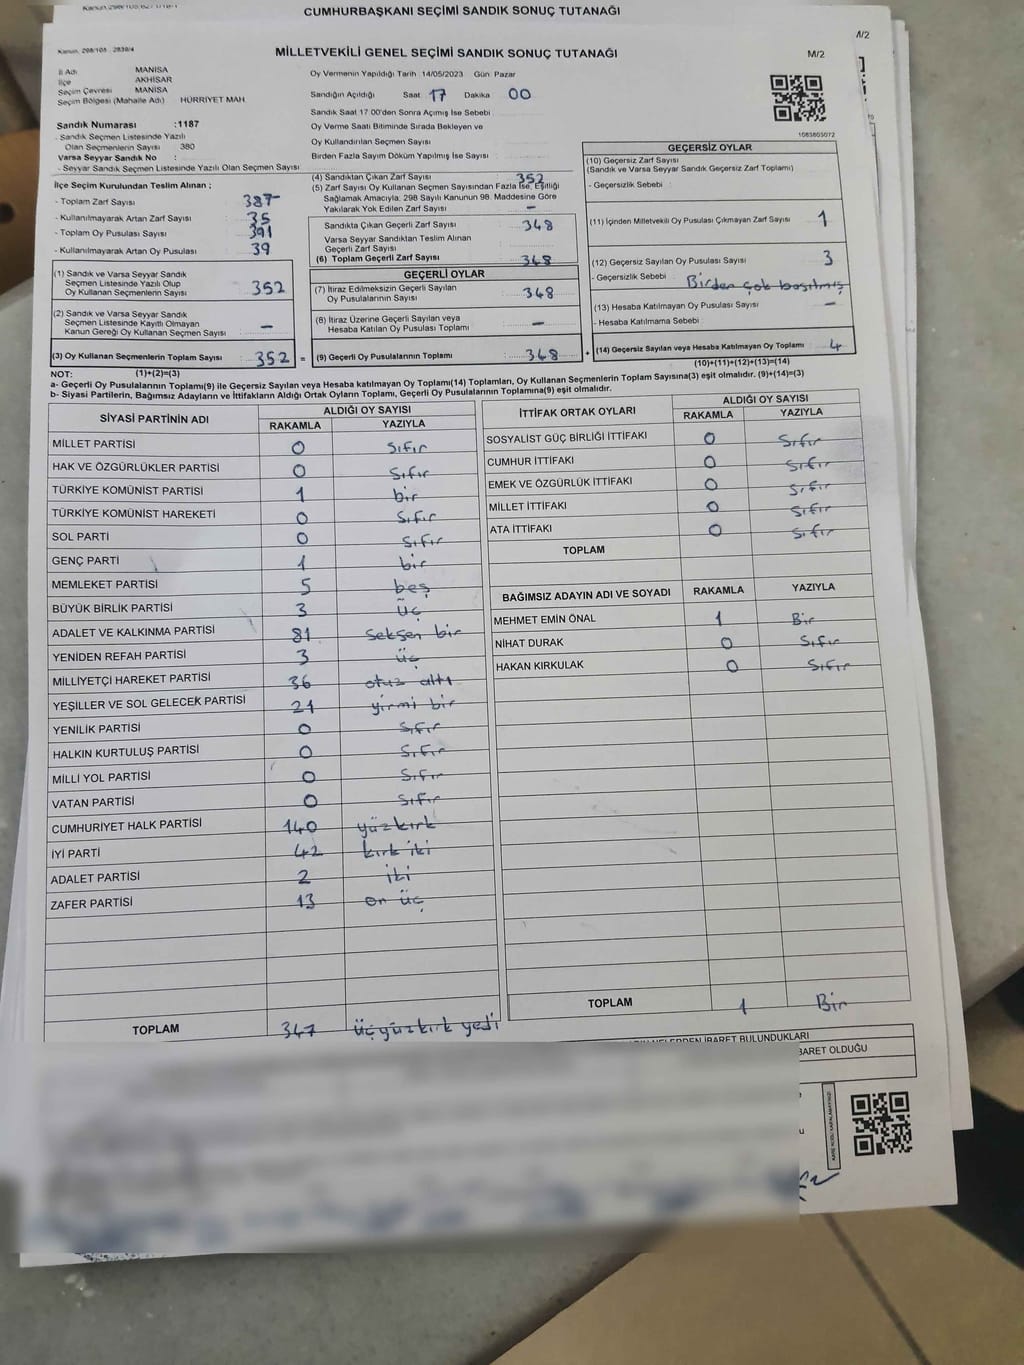 CUMHURBAŞKANI SEÇİMİ SANDIK SONUÇ TUTANAĞI
A/2
Kanun. 298/105 - 2839/4
MİLLETVEKİLİ GENEL SEÇİMİ SANDIK SONUÇ TUTANAĞI
M/2
İl Adı MANİSA
İlçe AKHİSAR
Seçim Çevresi MANİSA
Seçim Bölgesi (Mahalle Adı) HÜRRİYET MAH
Sandık Numarası :1187
- Sandık Seçmen Listesinde Yazılı
Olan Seçmenlerin Sayısı 380
Varsa Seyyar Sandık No :
- Seyyar Sandık Seçmen Listesinde Yazılı Olan Seçmen Sayısı
Oy Vermenin Yapıldığı Tarih 14/05/2023 Gün: Pazar
Sandığın Açıldığı Saat 17 Dakika 00
Sandık Saat 17 00'den Sonra Açımış İse Sebebi
Oy Verme Saati Bitiminde Sırada Bekleyen ve
Oy Kullandırılan Seçmen Sayısı
Birden Fazla Sayım Döküm Yapılmış İse Sayısı
1085805072
İlçe Seçim Kurulundan Teslim Alınan ;
- Toplam Zarf Sayısı 387
- Kullanılmayarak Artan Zarf Sayısı 35
- Toplam Oy Pusulası Sayısı 391
- Kullanılmayarak Artan Oy Pusulası 39
(1) Sandık ve Varsa Seyyar Sandık
Seçmen Listesinde Yazılı Olup
Oy Kullanan Seçmenlerin Sayısı 352
(2) Sandık ve Varsa Seyyar Sandık
Seçmen Listesinde Kayıtlı Olmayan
Kanun Gereği Oy Kullanan Seçmen Sayısı –
(3) Oy Kullanan Seçmenlerin Toplam Sayısı : 352 =
(4) Sandıktan Çıkan Zarf Sayısı : 352
(5) Zarf Sayısı Oy Kullanan Seçmen Sayısından Fazla İse, Eşitliği
Sağlamak Amacıyla: 298 Sayılı Kanunun 98. Maddesine Göre
Yakılarak Yok Edilen Zarf Sayısı –
Sandıkta Çıkan Geçerli Zarf Sayısı : 348
Varsa Seyyar Sandıktan Teslim Alınan
Geçerli Zarf Sayısı
(6) Toplam Geçerli Zarf Sayısı : 348
GEÇERLİ OYLAR
(7) İtiraz Edilmeksizin Geçerli Sayılan
Oy Pusulalarının Sayısı : 348
(8) İtiraz Üzerine Geçerli Sayılan veya
Hesaba Katılan Oy Pusulası Toplamı : –
(9) Geçerli Oy Pusulalarının Toplamı : 348 +
GEÇERSİZ OYLAR
(10) Geçersiz Zarf Sayısı
(Sandık ve Varsa Seyyar Sandık Geçersiz Zarf Toplamı)
- Geçersizlik Sebebi
(11) İçinden Milletvekili Oy Pusulası Çıkmayan Zarf Sayısı 1
(12) Geçersiz Sayılan Oy Pusulası Sayısı 3
- Geçersizlik Sebebi : Birden çok basılmış
(13) Hesaba Katılmayan Oy Pusulası Sayısı –
- Hesaba Katılmama Sebebi
(14) Geçersiz Sayılan veya Hesaba Katılmayan Oy Toplamı : 4
NOT: (1)+(2)=(3)
(10)+(11)+(12)+(13)=(14)
a- Geçerli Oy Pusulalarının Toplamı(9) ile Geçersiz Sayılan veya Hesaba katılmayan Oy Toplamı(14) Toplamları, Oy Kullanan Seçmenlerin Toplam Sayısına(3) eşit olmalıdır. (9)+(14)=(3)
b- Siyasi Partilerin, Bağımsız Adayların ve İttifakların Aldığı Ortak Oyların Toplamı, Geçerli Oy Pusulalarının Toplamına(9) eşit olmalıdır.
SİYASİ PARTİNİN ADI ALDIĞI OY SAYISI
RAKAMLA YAZIYLA
MİLLET PARTİSİ 0 Sıfır
HAK VE ÖZGÜRLÜKLER PARTİSİ 0 Sıfır
TÜRKİYE KOMÜNİST PARTİSİ 1 bir
TÜRKİYE KOMÜNİST HAREKETİ 0 Sıfır
SOL PARTİ 0 Sıfır
GENÇ PARTİ 1 bir
MEMLEKET PARTİSİ 5 beş
BÜYÜK BİRLİK PARTİSİ 3 üç
ADALET VE KALKINMA PARTİSİ 81 seksen bir
YENİDEN REFAH PARTİSİ 3 üç
MİLLİYETÇİ HAREKET PARTİSİ 36 otuz altı
YEŞİLLER VE SOL GELECEK PARTİSİ 21 yirmi bir
YENİLİK PARTİSİ 0 Sıfır
HALKIN KURTULUŞ PARTİSİ 0 Sıfır
MİLLİ YOL PARTİSİ 0 Sıfır
VATAN PARTİSİ 0 Sıfır
CUMHURİYET HALK PARTİSİ 140 yüzkırk
İYİ PARTİ 42 kırk iki
ADALET PARTİSİ 2 iki
ZAFER PARTİSİ 13 on üç
TOPLAM 347 üçyüzkırk yedi
İTTİFAK ORTAK OYLARI ALDIĞI OY SAYISI
RAKAMLA YAZIYLA
SOSYALİST GÜÇ BİRLİĞİ İTTİFAKI 0 Sıfır
CUMHUR İTTİFAKI 0 Sıfır
EMEK VE ÖZGÜRLÜK İTTİFAKI 0 Sıfır
MİLLET İTTİFAKI 0 Sıfır
ATA İTTİFAKI 0 Sıfır
TOPLAM
BAĞIMSIZ ADAYIN ADI VE SOYADI RAKAMLA YAZIYLA
MEHMET EMİN ÖNAL 1 Bir
NİHAT DURAK 0 Sıfır
HAKAN KIRKULAK 0 Sıfır
TOPLAM 1 Bir
İBARET BULUNDUKLARI
BARET OLDUĞU